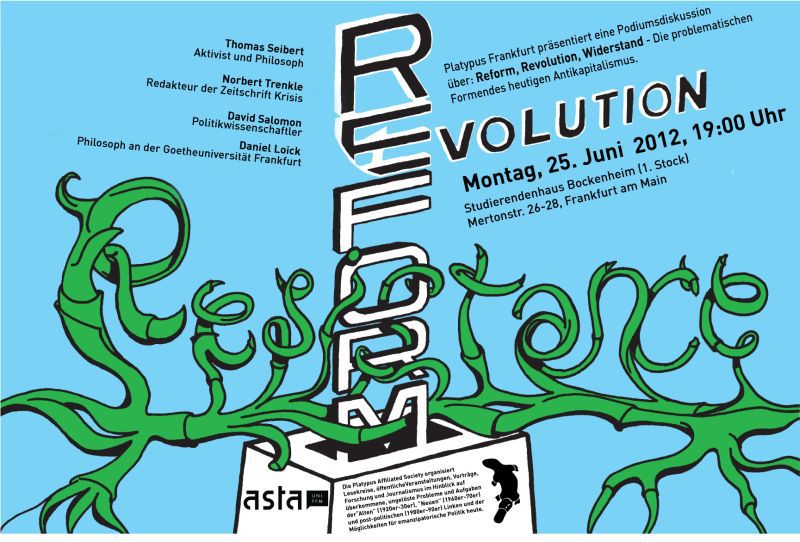 Thomas Seibert
Aktivist und Philosoph
Norbert Trenkle
Redakteur der Zeitschrift Krisis
David Salomon
Politikwissenschaftler
Daniel Loick
Philosoph an der Goetheuniversität Frankfurt
REFORM
VOLUTION
Platypus Frankfurt präsentiert eine Podiumsdiskussion
über: Reform, Revolution, Widerstand - Die problematischen
Formendes heutigen Antikapitalismus.
Montag, 25. Juni 2012, 19:00 Uhr
Studierendenhaus Bockenheim (1. Stock)
Mertonstr. 26-28, Frankfurt am Main
Resistance
asta UNI FFM
Die Platypus Affiliated Society organisiert
Lesekreise, öffentlicheVeranstaltungen, Vorträge,
Forschung und Journalismus im Hinblick auf
überkommene, ungelöste Probleme und Aufgaben
der"Alten" (1920er-30er), "Neuen" (1960er-70er)
und post-politischen (1980er-90er) Linken und der
Möglichkeiten für emanzipatorische Politik heute.